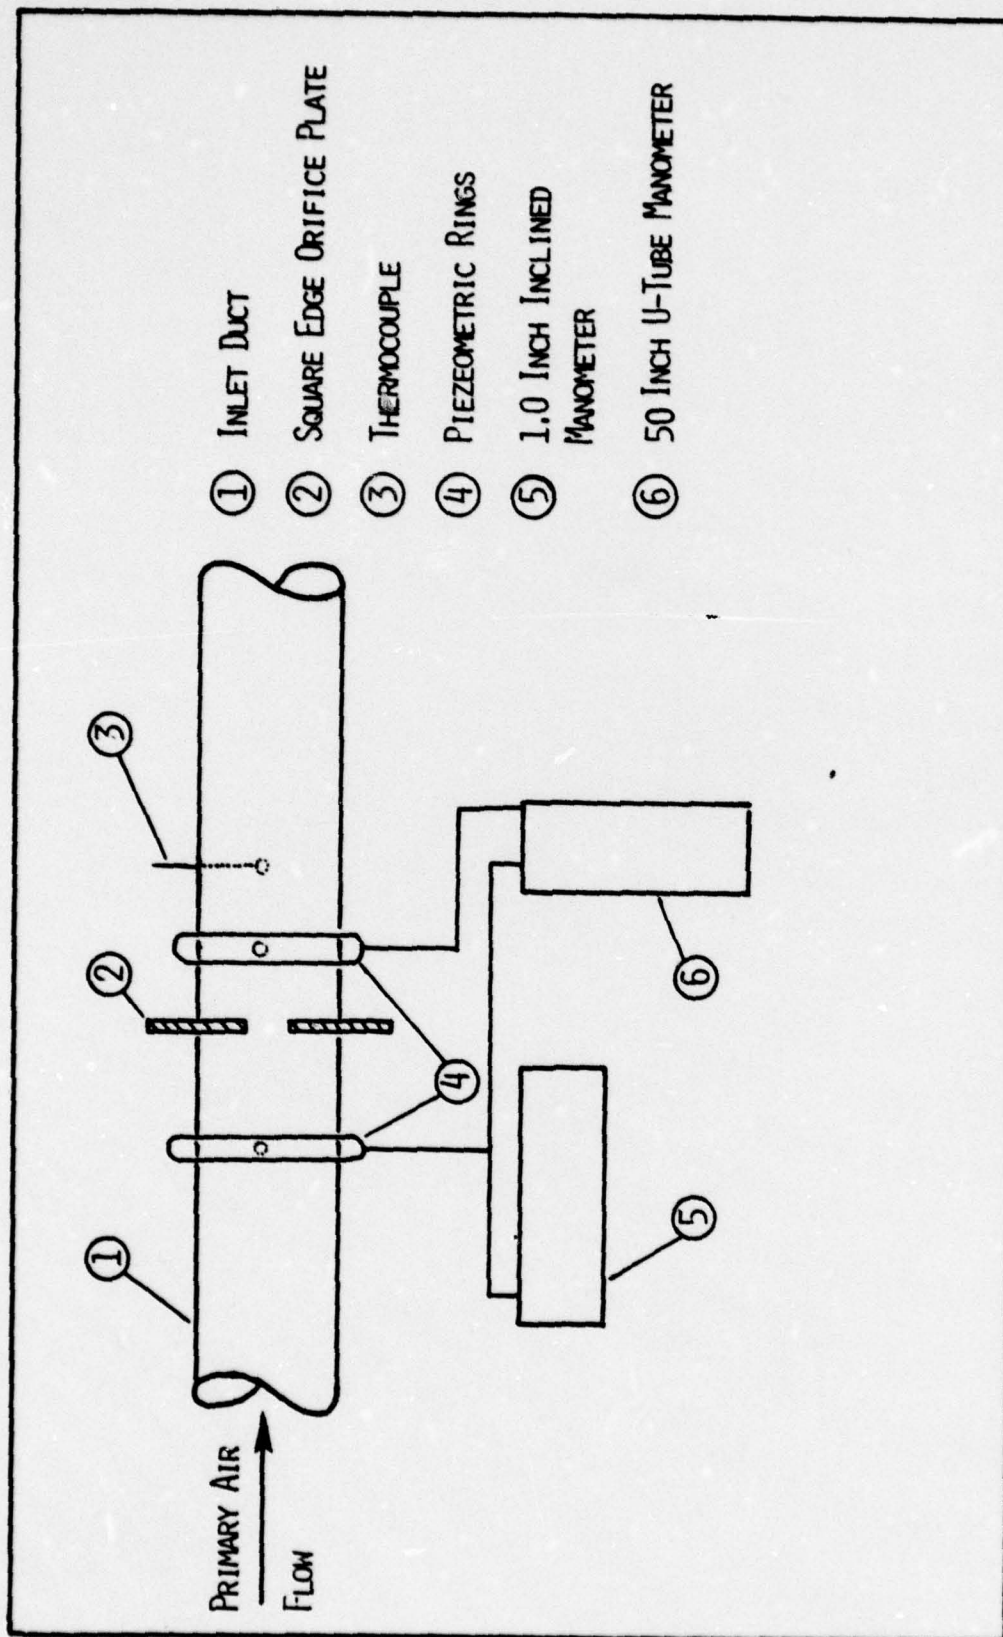 PRIMARY AIR
FLOW
①
②
③
④
⑤
⑥
① INLET DUCT
② SQUARE EDGE ORIFICE PLATE
③ THERMOCOUPLE
④ PIEZEOMETRIC RINGS
⑤ 1.0 INCH INCLINED
MANOMETER
⑥ 50 INCH U-TUBE MANOMETER